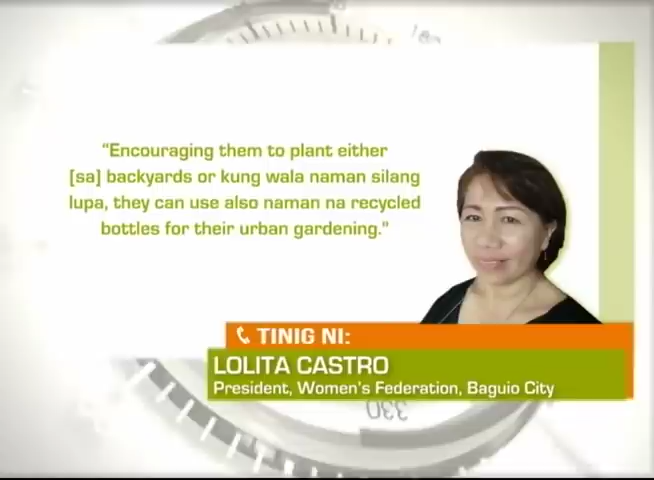 “Encouraging them to plant either
[sa] backyards or kung wala naman silang
lupa, they can use also naman na recycled
bottles for their urban gardening.”
TINIG NI:
LOLITA CASTRO
President, Women's Federation, Baguio City
330